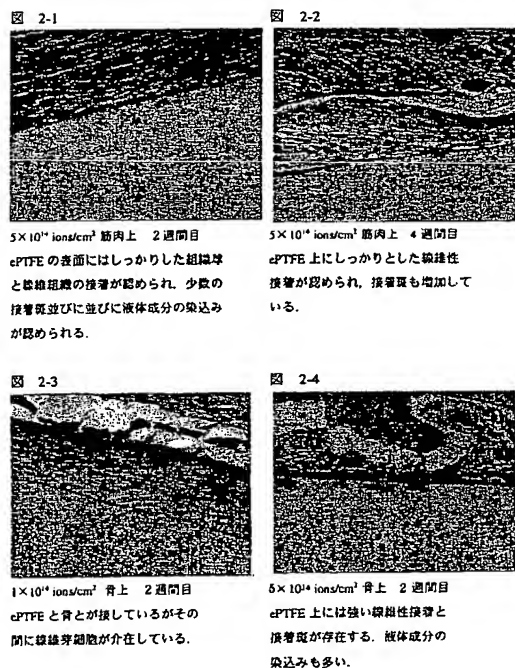 図 2-1
図 2-2
5×10¹⁴ ions/cm² 筋肉上 2週間目
ePTFE の表面にはしっかりした組織球
と線維組織の接着が認められ、少数の
接着斑並びに並びに液体成分の染込み
が認められる.
5×10¹⁴ ions/cm² 筋肉上 4週間目
ePTFE 上にしっかりとした線維性
接着が認められ、接着斑も増加して
いる.
図 2-3
図 2-4
1×10¹⁴ ions/cm² 骨上 2週間目
ePTFE と骨とが接しているがその
間に線維芽細胞が介在している.
5×10¹⁴ ions/cm² 骨上 2週間目
ePTFE 上には強い線維性接着と
接着斑が存在する. 液体成分の
染込みも多い.